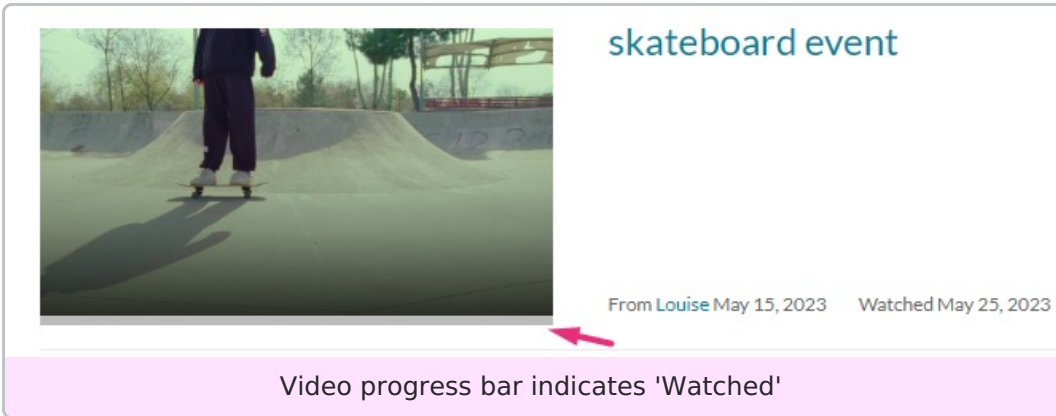 skateboard event
From Louise May 15, 2023 Watched May 25, 2023
Video progress bar indicates 'Watched'